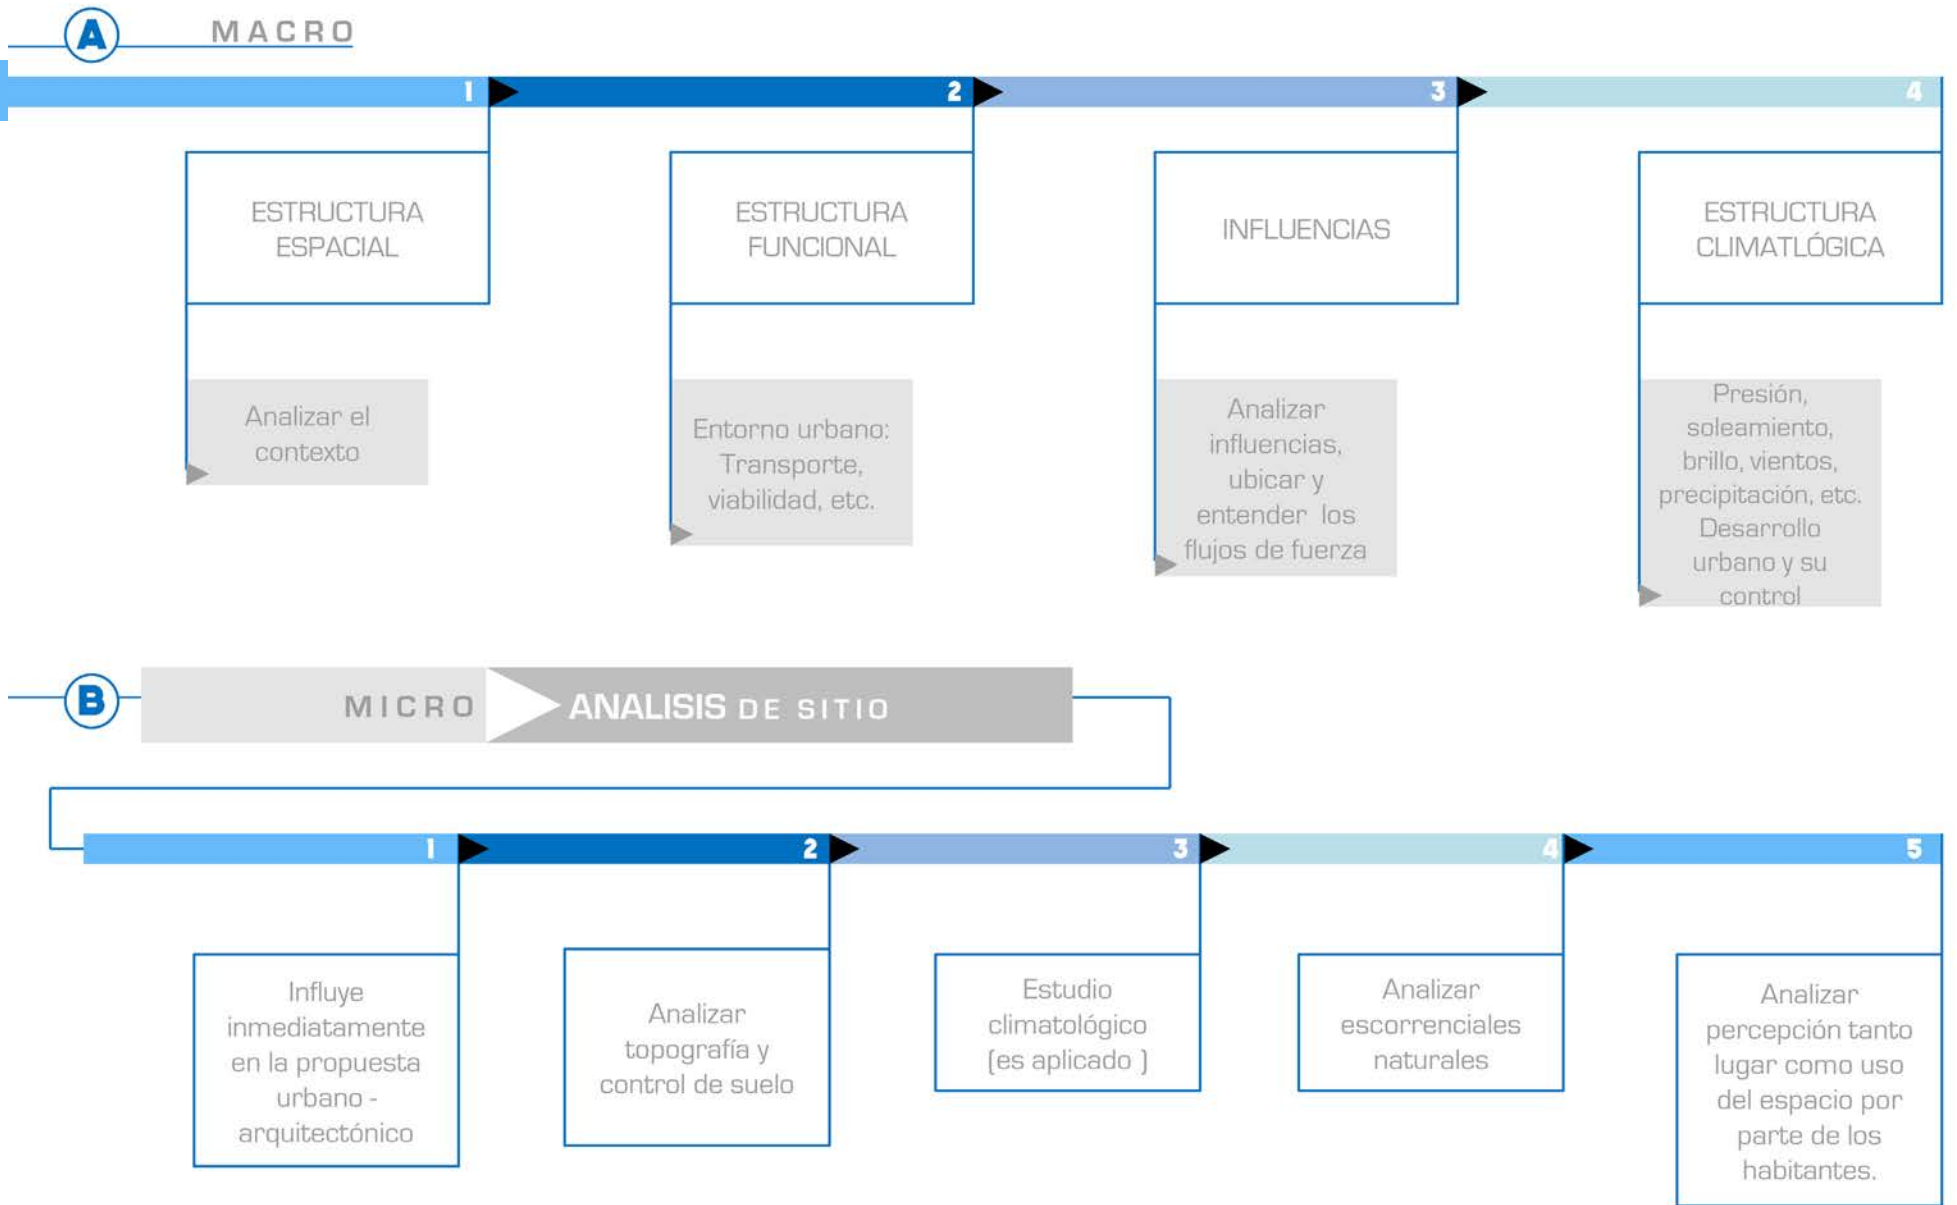 A
MACRO
1
2
3
4
ESTRUCTURA
ESPACIAL
ESTRUCTURA
FUNCIONAL
INFLUENCIAS
ESTRUCTURA
CLIMATLÓGICA
Analizar el
contexto
Entorno urbano:
Transporte,
viabilidad, etc.
Analizar
influencias,
ubicar y
entender los
flujos de fuerza
Presión,
soleamiento,
brillo, vientos,
precipitación, etc.
Desarrollo
urbano y su
control
B
MICRO
ANALISIS DE SITIO
1
2
3
4
5
Influye
inmediatamente
en la propuesta
urbano -
arquitectónico
Analizar
topografía y
control de suelo
Estudio
climatológico
(es aplicado )
Analizar
escorrenciales
naturales
Analizar
percepción tanto
lugar como uso
del espacio por
parte de los
habitantes.